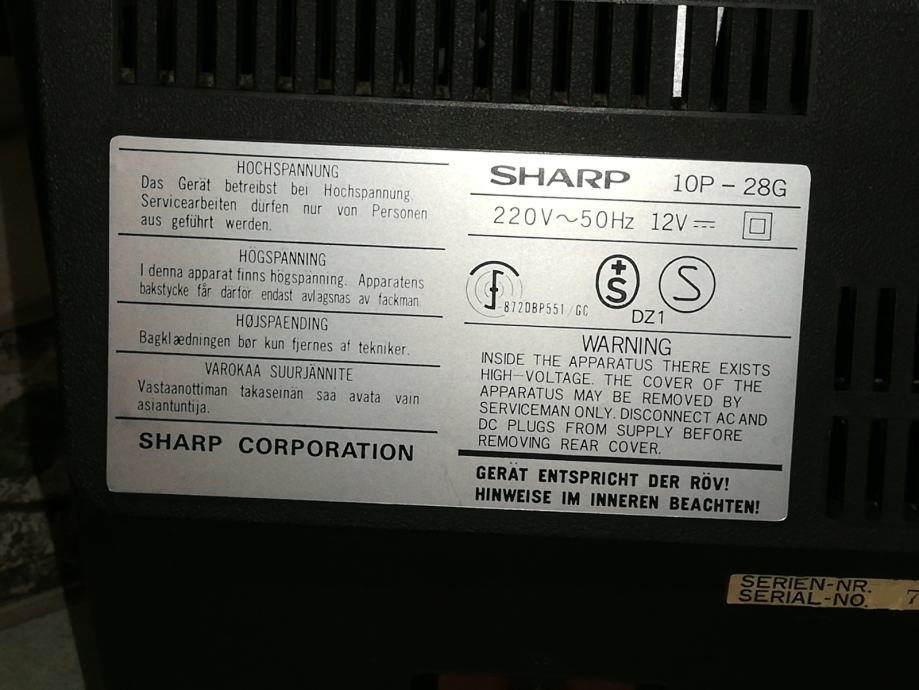 HOCHSPANNUNG
Das Gerät betreibst bei Hochspannung.
Servicearbeiten dürfen nur von Personen
aus geführt werden.
HÖGSPANNING
I denna apparat finns högspänning. Apparatens
bakstycke får därför endast avlagsnas av fackman.
HØJSPAENDING
Bagklædningen bør kun fjernes af tekniker.
VAROKAA SUURJÄNNITE
Vastaanottiman takaseinän saa avata vain
asiantuntija.
SHARP CORPORATION
SHARP 10P-28G
220V~50Hz 12V⎓
872DBP551/GC
+S
S
DZ1
WARNING
INSIDE THE APPARATUS THERE EXISTS
HIGH-VOLTAGE. THE COVER OF THE
APPARATUS MAY BE REMOVED BY
SERVICEMAN ONLY. DISCONNECT AC AND
DC PLUGS FROM SUPPLY BEFORE
REMOVING REAR COVER.
GERÄT ENTSPRICHT DER RÖV!
HINWEISE IM INNEREN BEACHTEN!
SERIEN-NR.
SERIAL-NO. 7